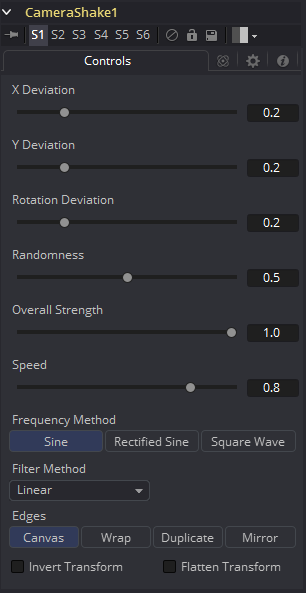 CameraShake1
S1 S2 S3 S4 S5 S6
Controls
X Deviation
0.2
Y Deviation
0.2
Rotation Deviation
0.2
Randomness
0.5
Overall Strength
1.0
Speed
0.8
Frequency Method
Sine Rectified Sine Square Wave
Filter Method
Linear
Edges
Canvas Wrap Duplicate Mirror
Invert Transform Flatten Transform